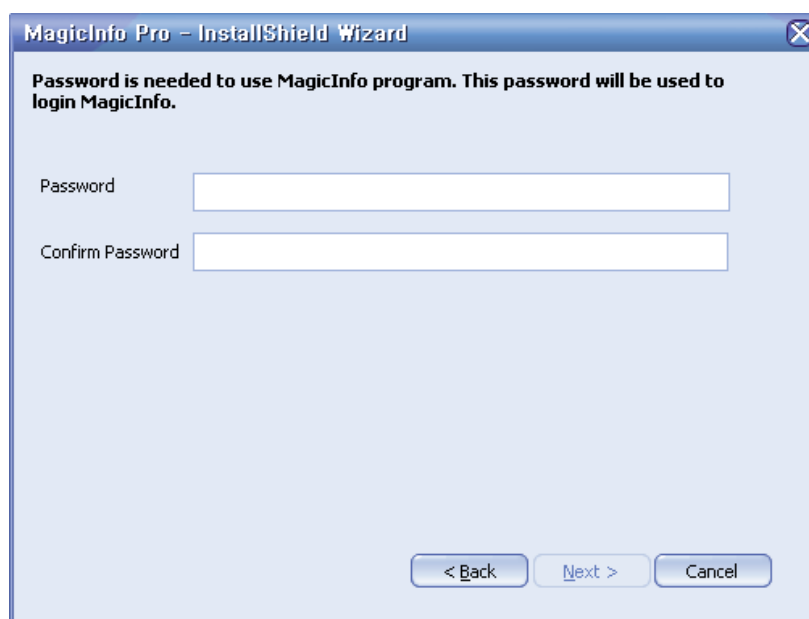 MagicInfo Pro - InstallShield Wizard
Password is needed to use MagicInfo program. This password will be used to
login MagicInfo.
Password
Confirm Password
< Back
Next >
Cancel